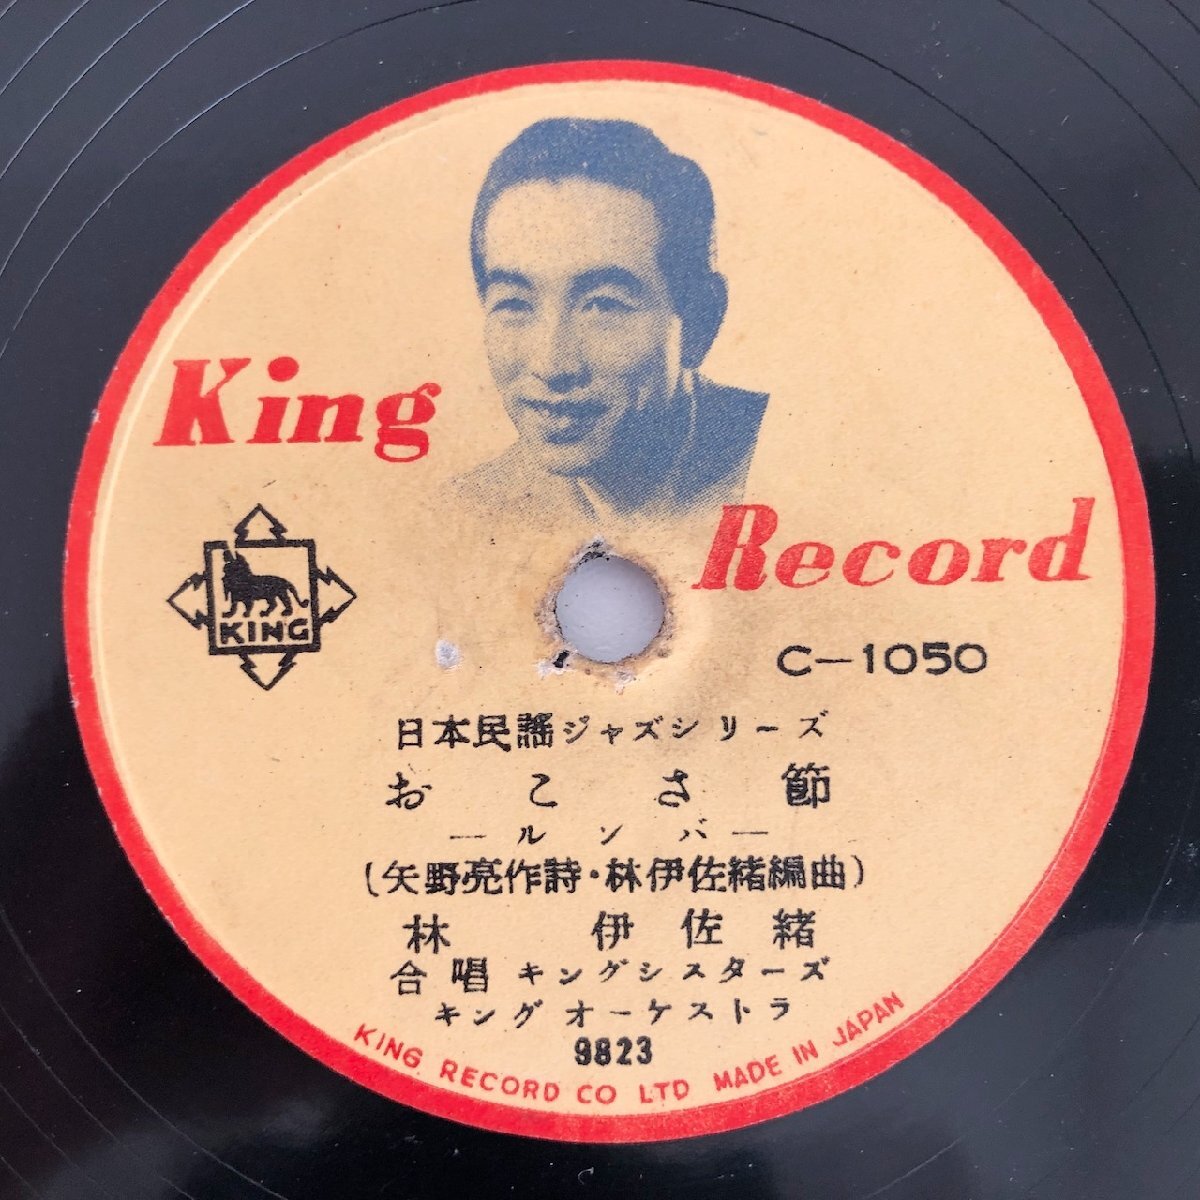 King
Record
KING
C-1050
日本民謡ジャズシリーズ
おこさ節
―ルンバ―
(矢野亮作詩・林伊佐緒編曲)
林 伊佐緒
合唱 キングシスターズ
キングオーケストラ
9823
KING RECORD CO LTD MADE IN JAPAN